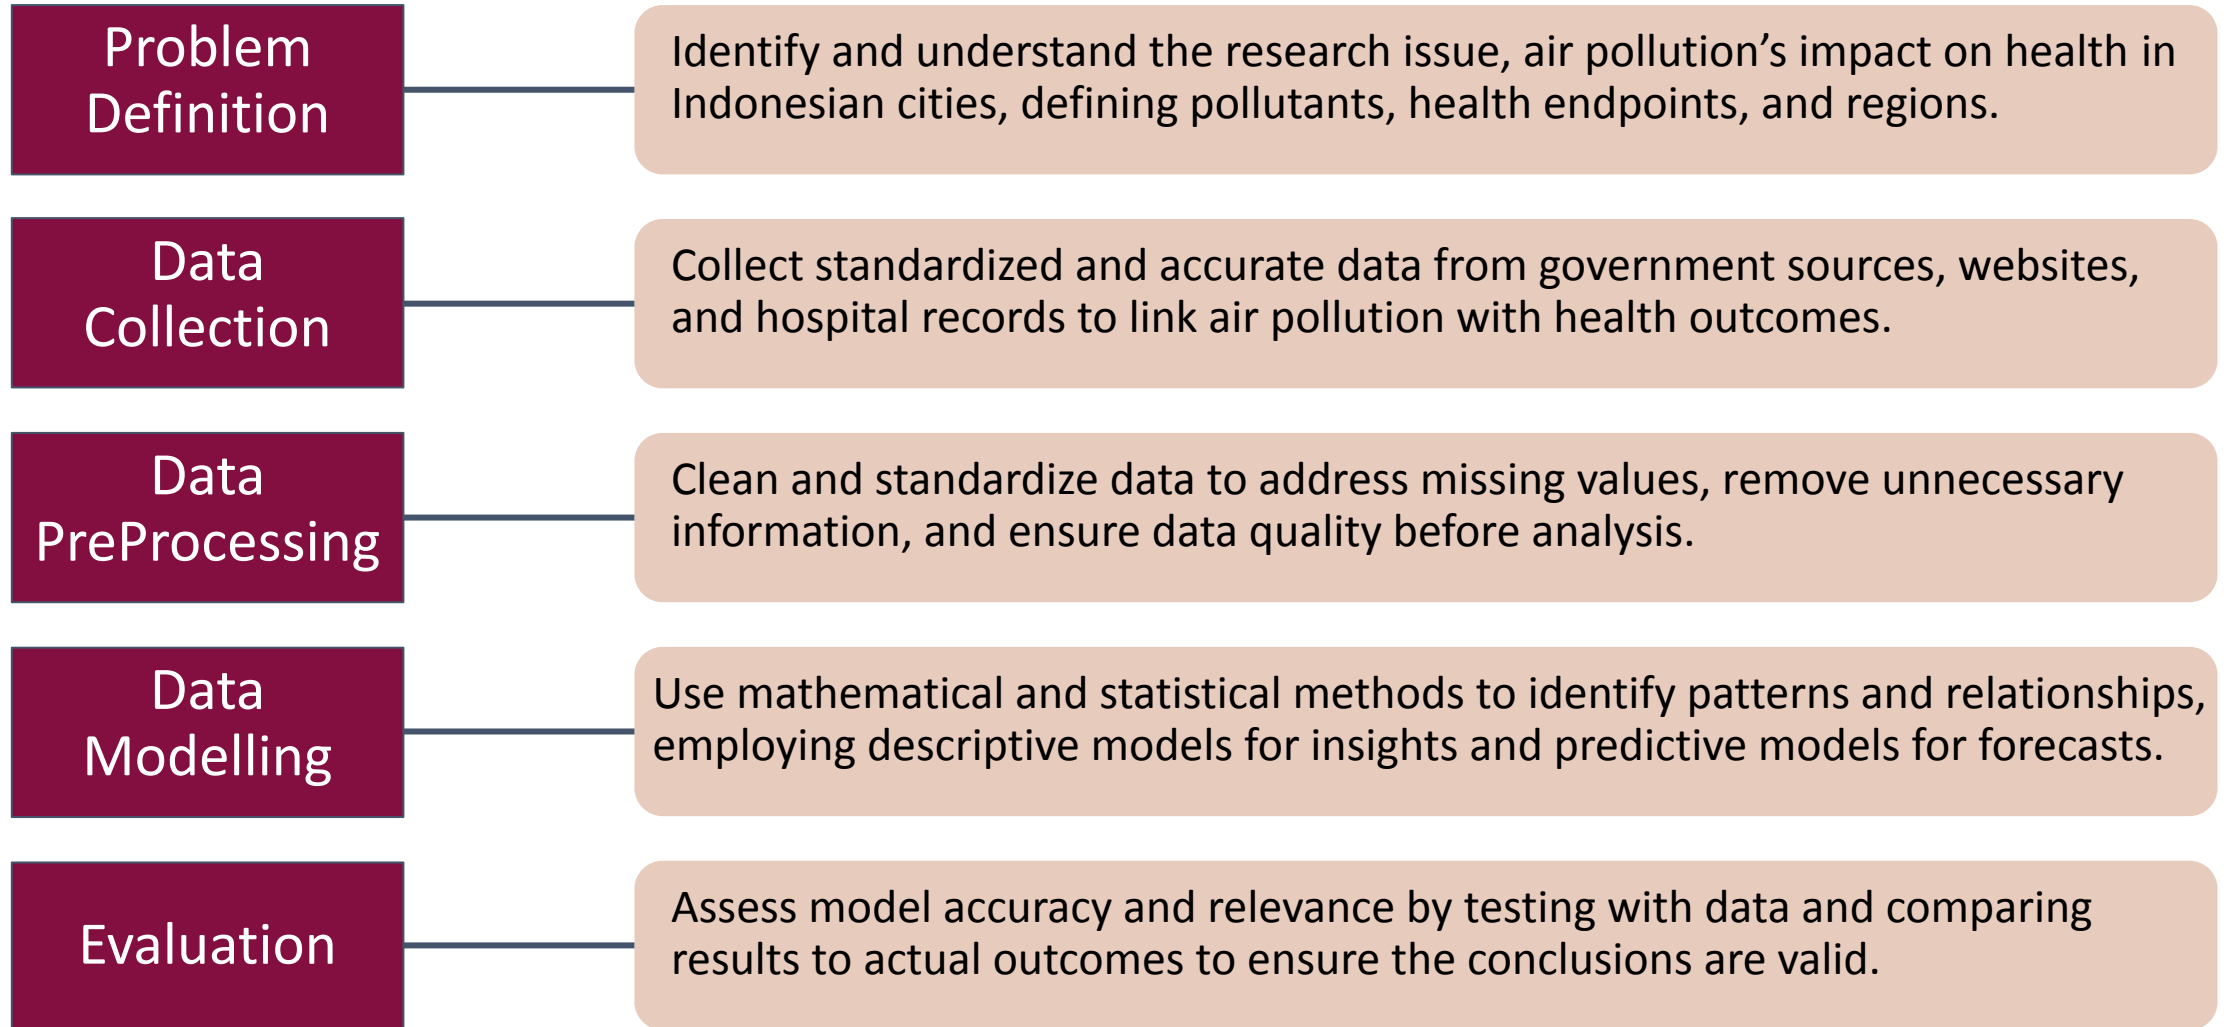 Problem
Definition
Identify and understand the research issue, air pollution’s impact on health in
Indonesian cities, defining pollutants, health endpoints, and regions.
Data
Collection
Collect standardized and accurate data from government sources, websites,
and hospital records to link air pollution with health outcomes.
Data
PreProcessing
Clean and standardize data to address missing values, remove unnecessary
information, and ensure data quality before analysis.
Data
Modelling
Use mathematical and statistical methods to identify patterns and relationships,
employing descriptive models for insights and predictive models for forecasts.
Evaluation
Assess model accuracy and relevance by testing with data and comparing
results to actual outcomes to ensure the conclusions are valid.